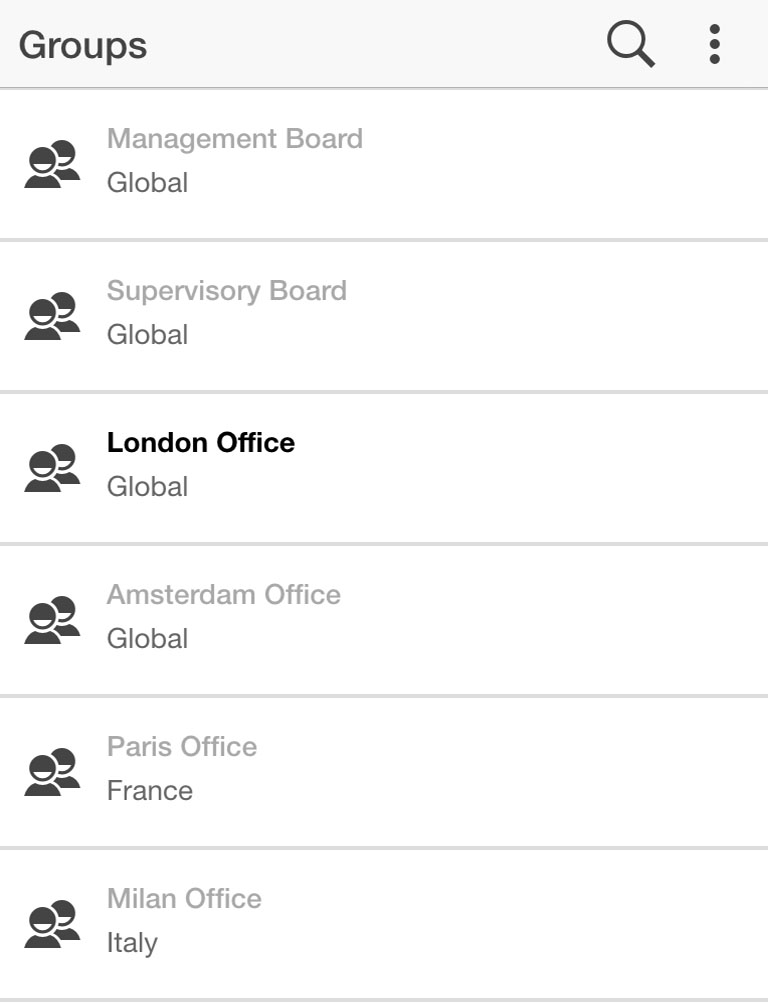 Groups
Management Board
Global
Supervisory Board
Global
London Office
Global
Amsterdam Office
Global
Paris Office
France
Milan Office
Italy